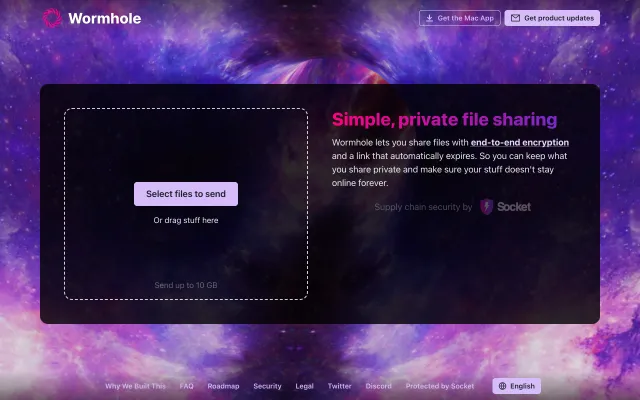 Wormhole
Get the Mac App
Get product updates
Select files to send
Or drag stuff here
Send up to 10 GB
Simple, private file sharing
Wormhole lets you share files with end-to-end encryption
and a link that automatically expires. So you can keep what
you share private and make sure your stuff doesn't stay
online forever.
Supply chain security by Socket
Why We Built This FAQ Roadmap Security Legal Twitter Discord Protected by Socket English